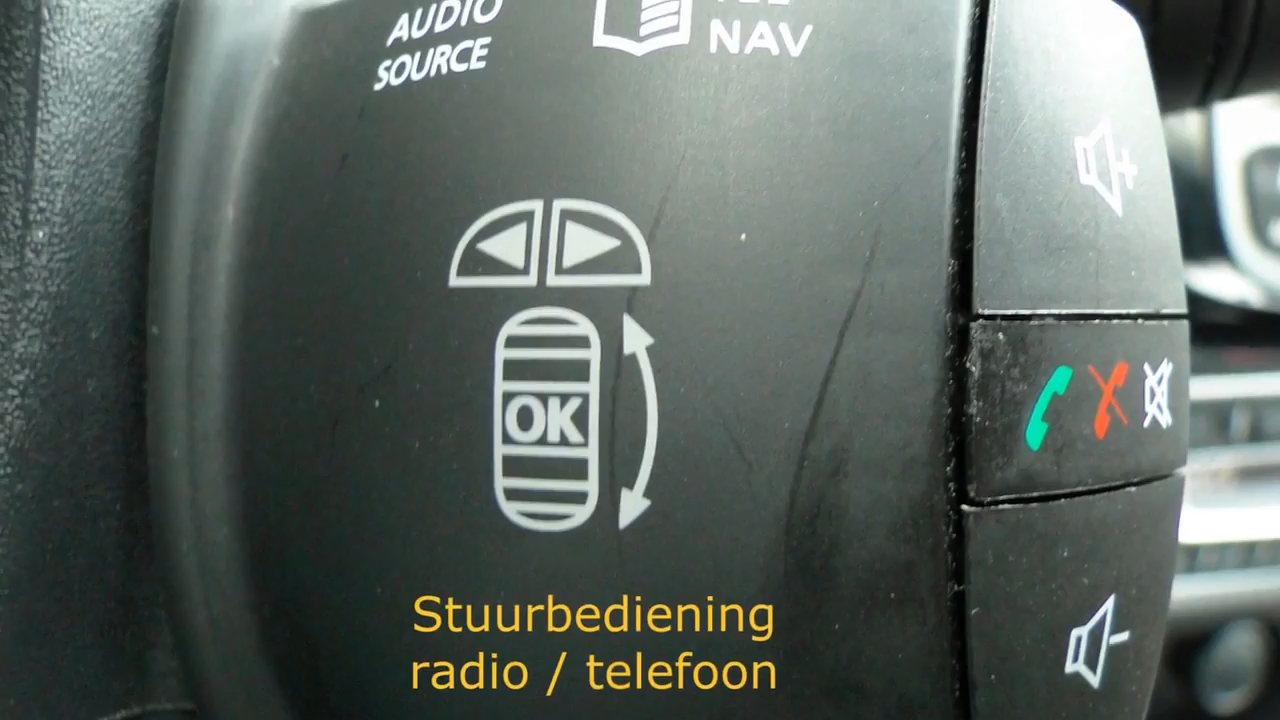 AUDIO
SOURCE
NAV
OK
Stuurbediening
radio / telefoon